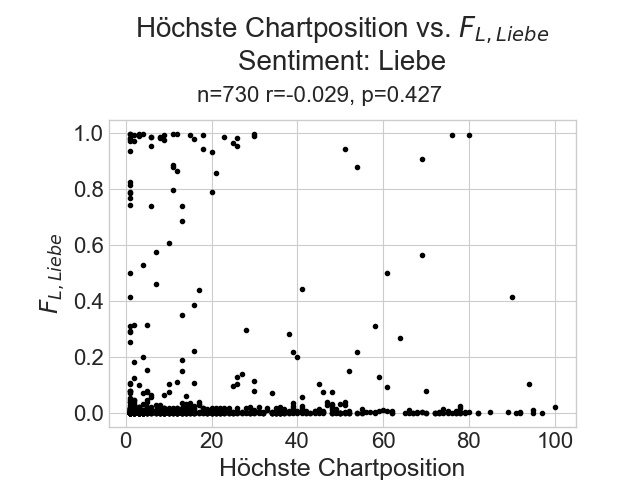 Höchste Chartposition vs. F_{L, Liebe}
Sentiment: Liebe
n=730 r=-0.029, p=0.427
1.0
0.8
0.6
0.4
0.2
0.0
F_{L, Liebe}
0 20 40 60 80 100
Höchste Chartposition